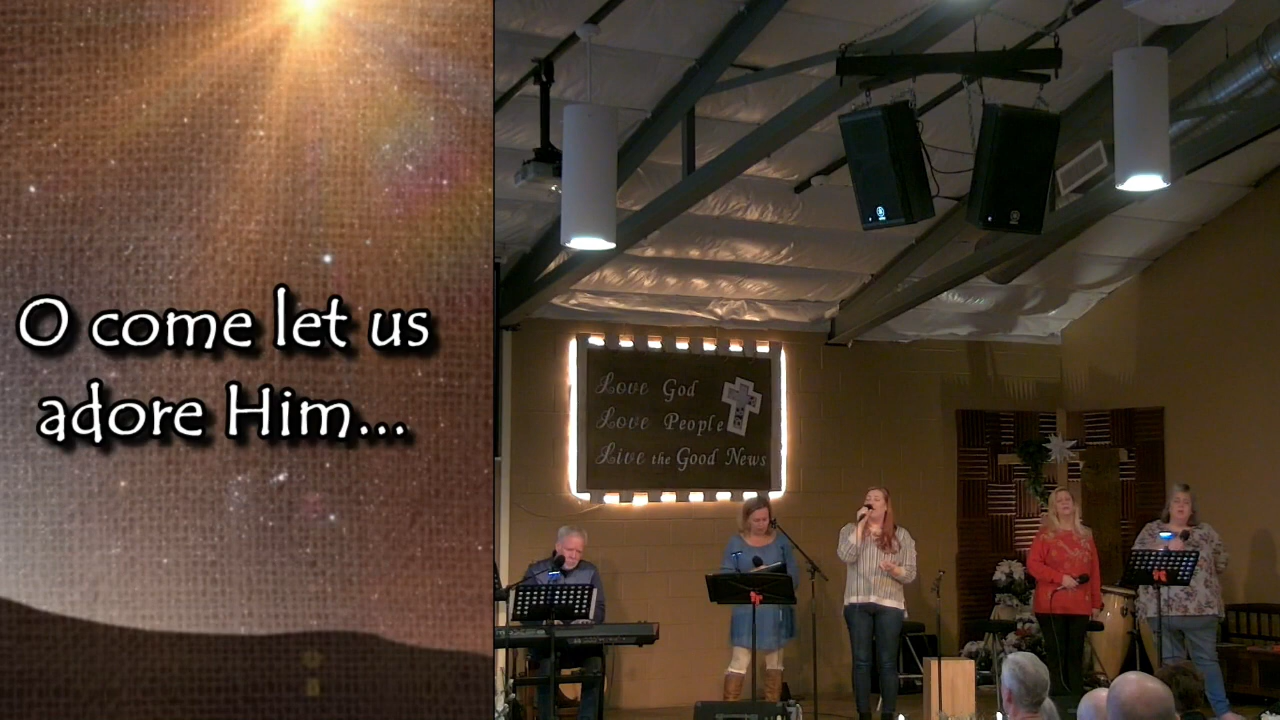 O come let us
adore Him...
Love God
Love People
Live the Good News